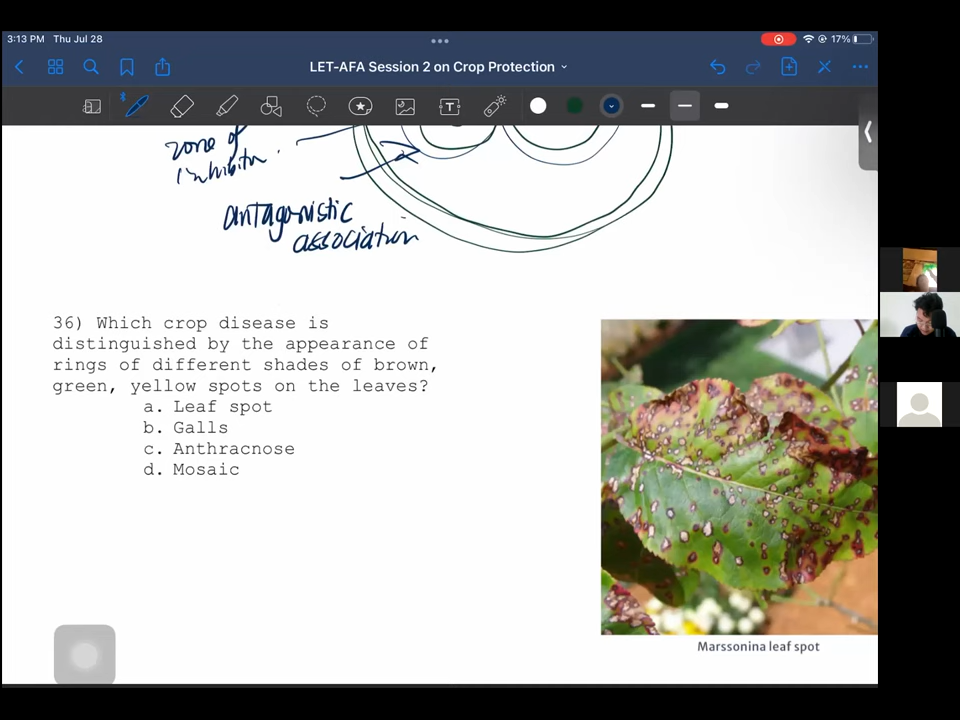 3:13 PM Thu Jul 28
17%
LET-AFA Session 2 on Crop Protection
zone of
antagonistic
association
36) Which crop disease is
distinguished by the appearance of
rings of different shades of brown,
green, yellow spots on the leaves?
a. Leaf spot
b. Galls
c. Anthracnose
d. Mosaic
Marssonina leaf spot